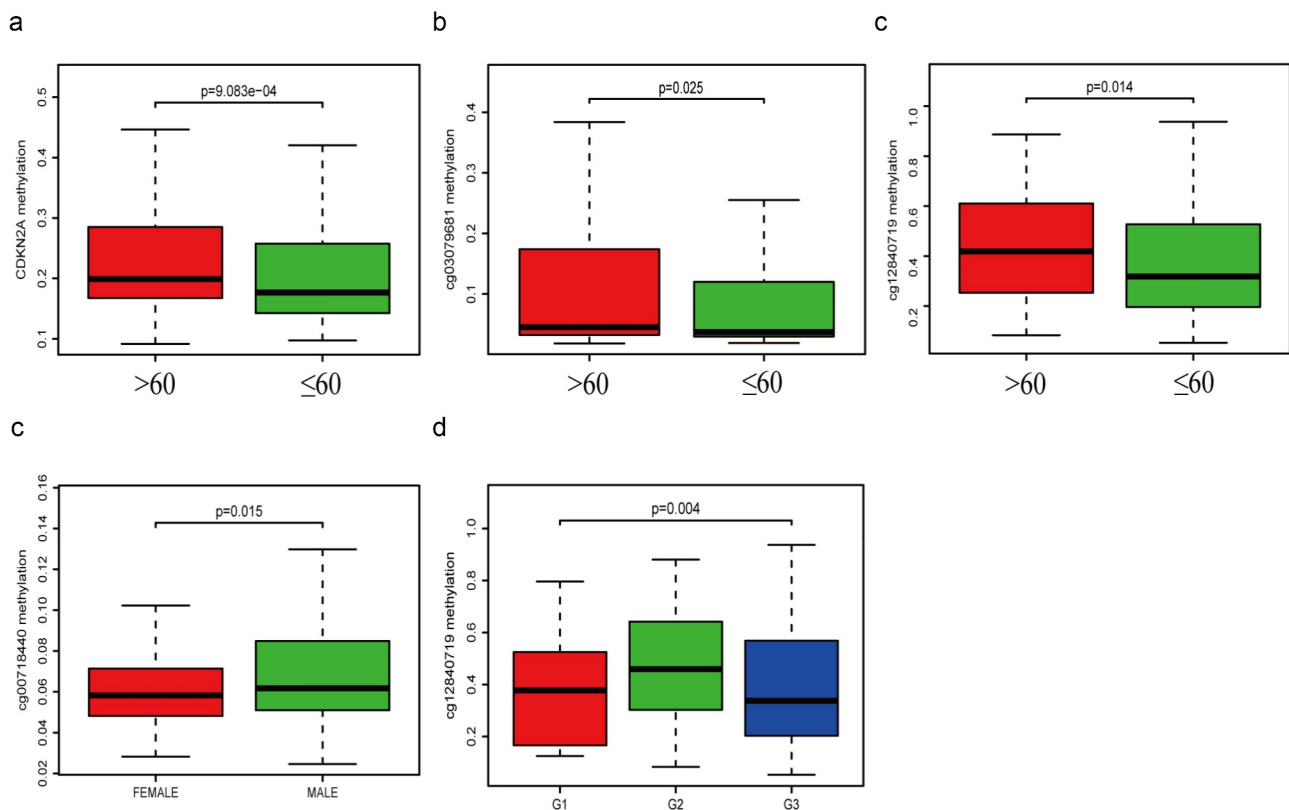 a
CDKN2A methylation
0.5
0.4
0.3
0.2
0.1
p=9.083e−04
>60
≤60
b
cg03079681 methylation
0.4
0.3
0.2
0.1
p=0.025
>60
≤60
c
cg12840719 methylation
1.0
0.8
0.6
0.4
0.2
p=0.014
>60
≤60
c
cg00718440 methylation
0.16
0.14
0.12
0.10
0.08
0.06
0.04
0.02
p=0.015
FEMALE
MALE
d
cg12840719 methylation
1.0
0.8
0.6
0.4
0.2
p=0.004
G1
G2
G3